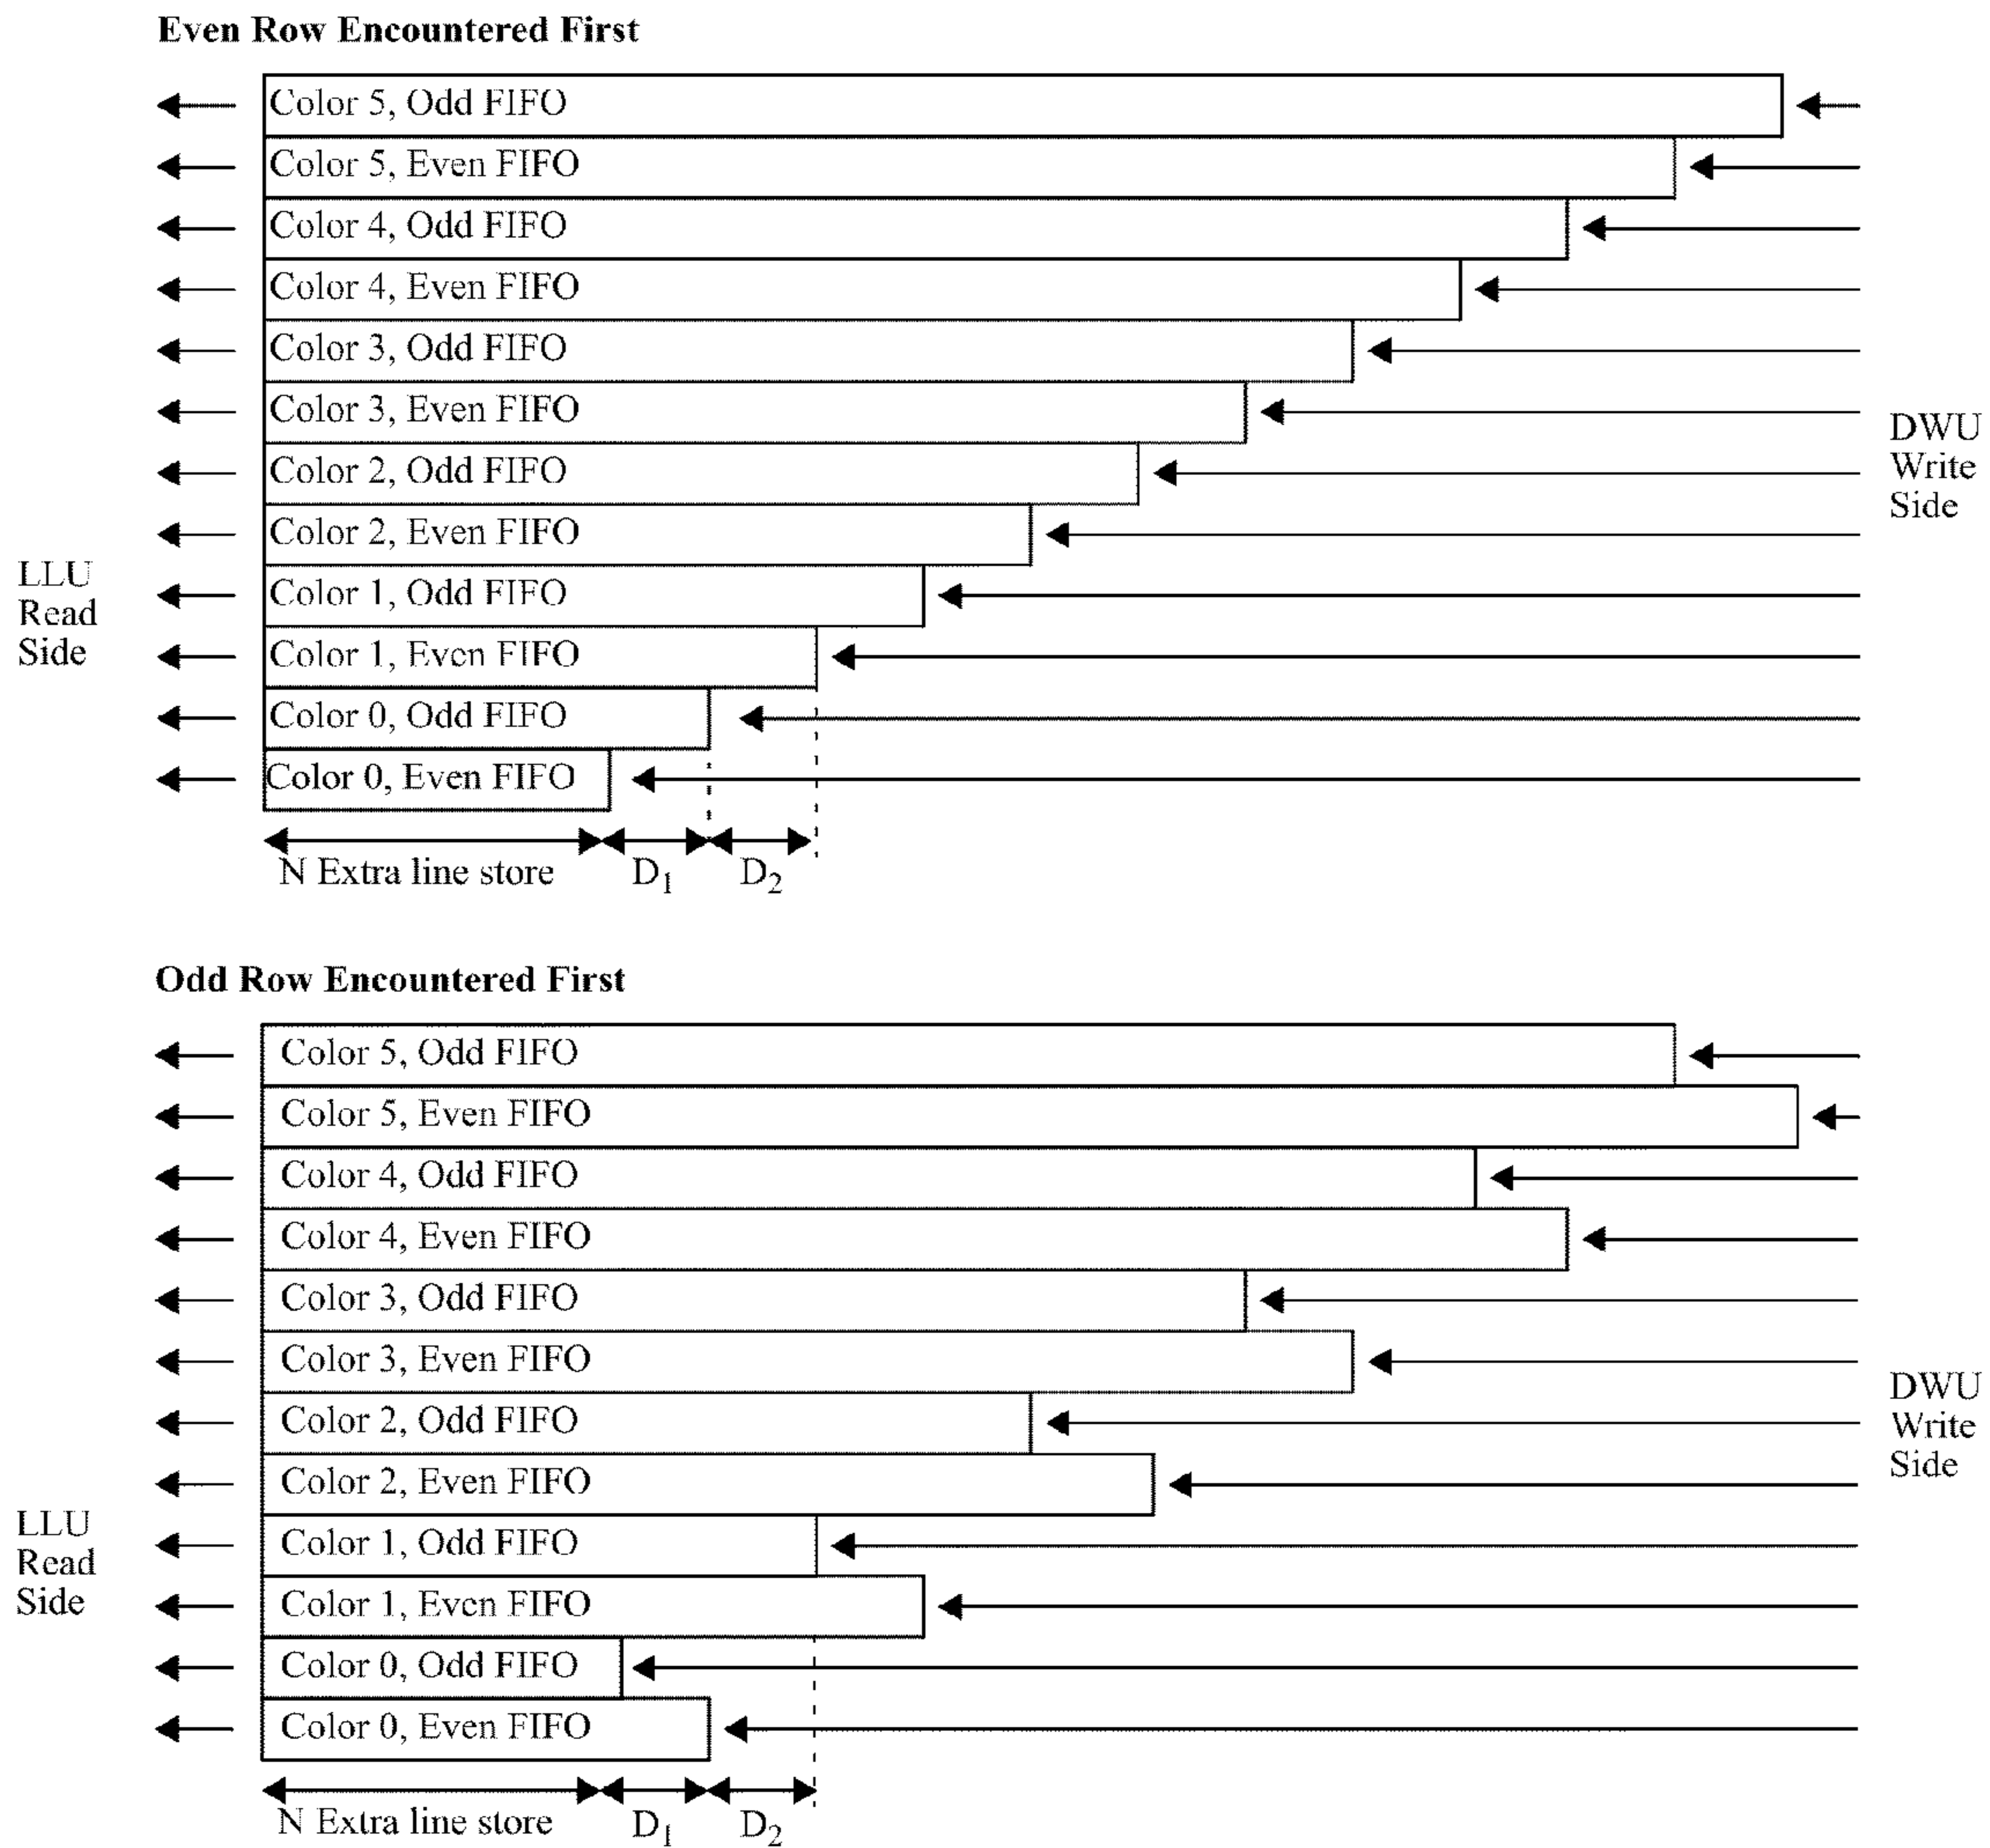 Even Row Encountered First
Color 5, Odd FIFO
Color 5, Even FIFO
Color 4, Odd FIFO
Color 4, Even FIFO
Color 3, Odd FIFO
Color 3, Even FIFO
Color 2, Odd FIFO
Color 2, Even FIFO
Color 1, Odd FIFO
Color 1, Even FIFO
Color 0, Odd FIFO
Color 0, Even FIFO
LLU
Read
Side
DWU
Write
Side
N Extra line store D₁ D₂
Odd Row Encountered First
Color 5, Odd FIFO
Color 5, Even FIFO
Color 4, Odd FIFO
Color 4, Even FIFO
Color 3, Odd FIFO
Color 3, Even FIFO
Color 2, Odd FIFO
Color 2, Even FIFO
Color 1, Odd FIFO
Color 1, Even FIFO
Color 0, Odd FIFO
Color 0, Even FIFO
LLU
Read
Side
DWU
Write
Side
N Extra line store D₁ D₂